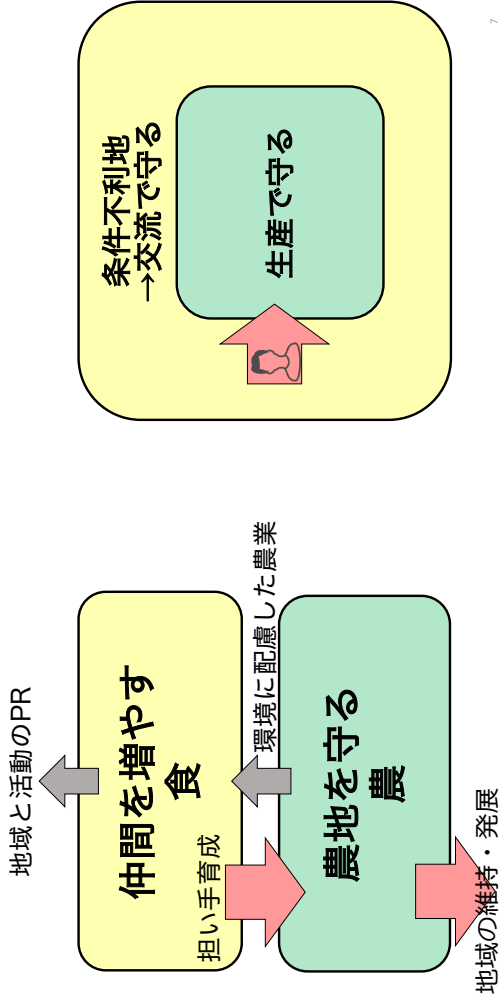 地域と活動のPR
仲間を増やす
食
担い手育成
環境に配慮した農業
農地を守る
農
地域の維持・発展
条件不利地
→交流で守る
生産で守る
7